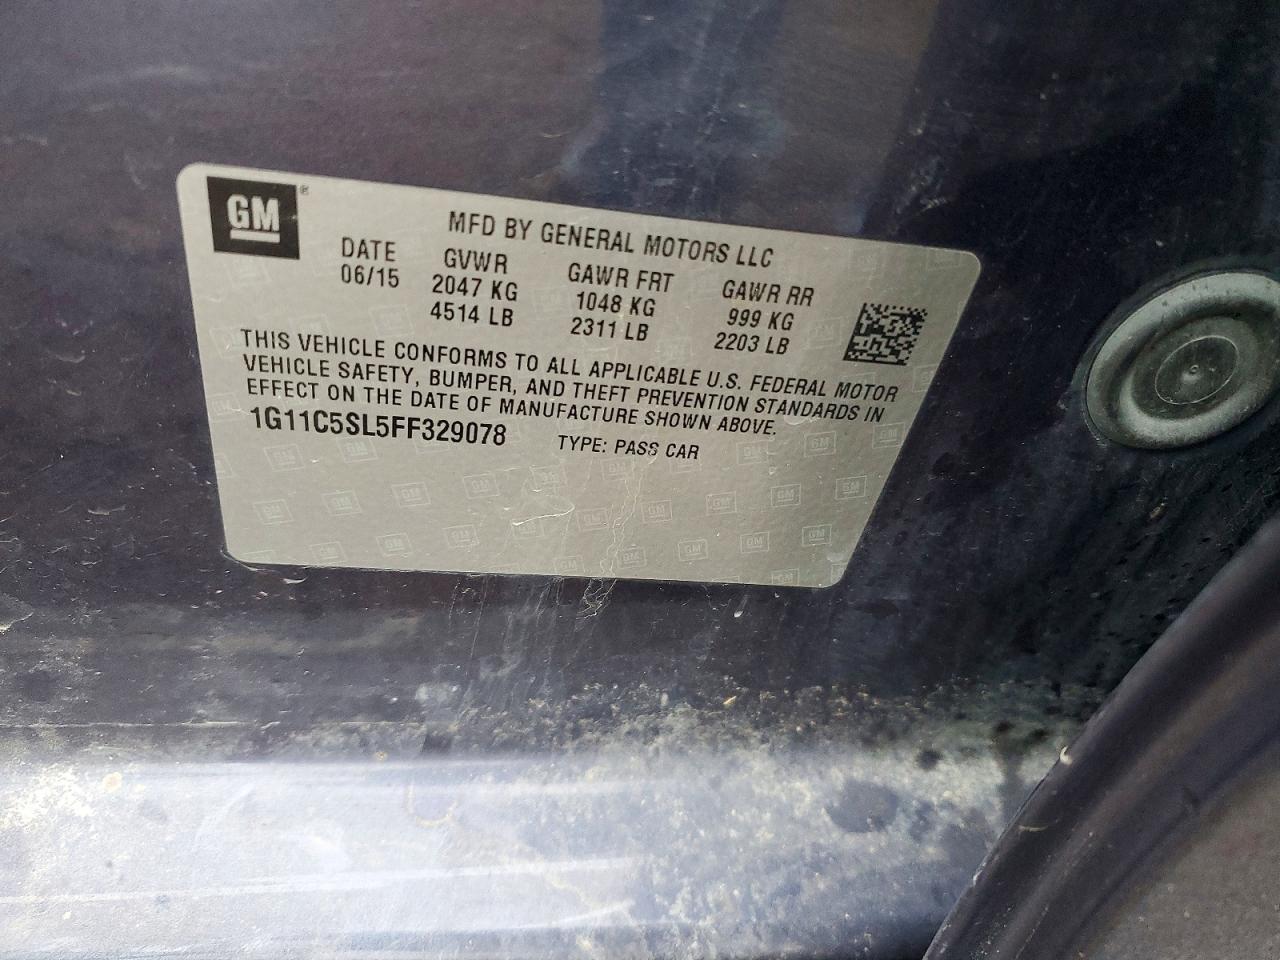 GM®
MFD BY GENERAL MOTORS LLC
DATE GVWR GAWR FRT GAWR RR
06/15 2047 KG 1048 KG 999 KG
4514 LB 2311 LB 2203 LB
THIS VEHICLE CONFORMS TO ALL APPLICABLE U.S. FEDERAL MOTOR
VEHICLE SAFETY, BUMPER, AND THEFT PREVENTION STANDARDS IN
EFFECT ON THE DATE OF MANUFACTURE SHOWN ABOVE.
1G11C5SL5FF329078 TYPE: PASS CAR